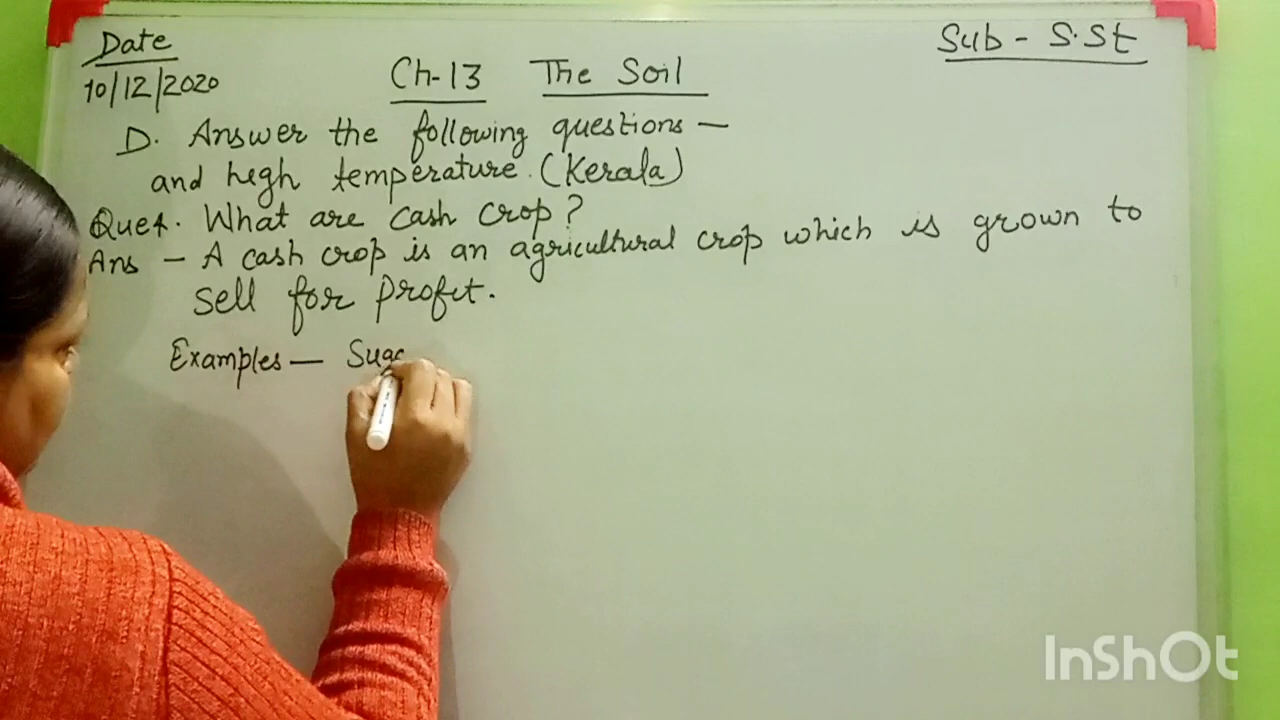 Date
Sub - S.St
10/12/2020
Ch-13 The Soil
D. Answer the following questions —
and high temperature. (Kerala)
Ques. What are cash crop?
Ans - A cash crop is an agricultural crop which is grown to
sell for profit.
Examples — Suga
InShOt